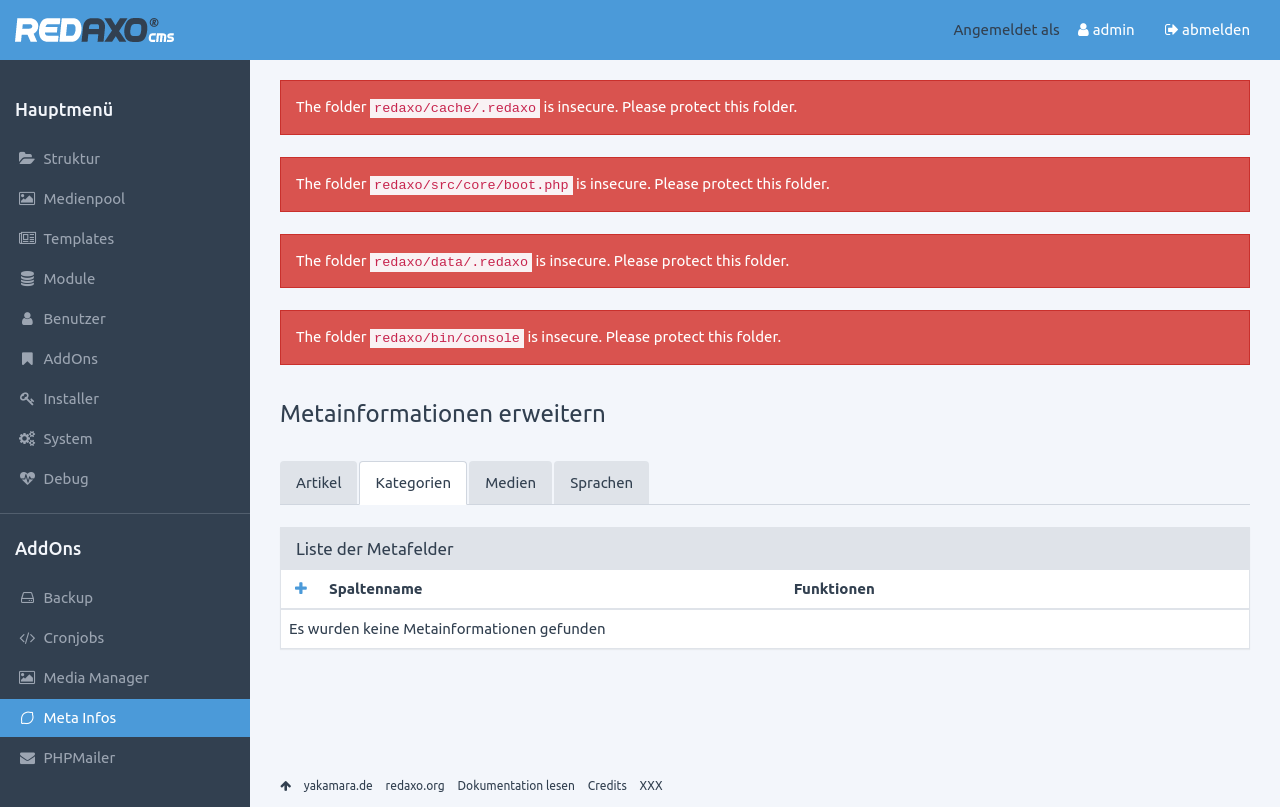 REDAXO® cms
Angemeldet als admin abmelden
Hauptmenü
Struktur
Medienpool
Templates
Module
Benutzer
AddOns
Installer
System
Debug
AddOns
Backup
Cronjobs
Media Manager
Meta Infos
PHPMailer
The folder redaxo/cache/.redaxo is insecure. Please protect this folder.
The folder redaxo/src/core/boot.php is insecure. Please protect this folder.
The folder redaxo/data/.redaxo is insecure. Please protect this folder.
The folder redaxo/bin/console is insecure. Please protect this folder.
Metainformationen erweitern
Artikel Kategorien Medien Sprachen
Liste der Metafelder
Spaltenname Funktionen
Es wurden keine Metainformationen gefunden
yakamara.de redaxo.org Dokumentation lesen Credits XXX